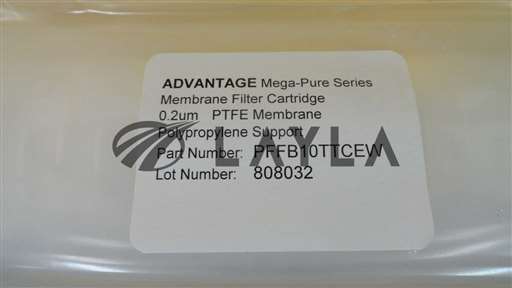 ADVANTAGE Mega-Pure Series
Membrane Filter Cartridge
0.2um PTFE Membrane
Polypropylene Support
Part Number: PFFB10TTCEW
Lot Number: 808032
LAYLA